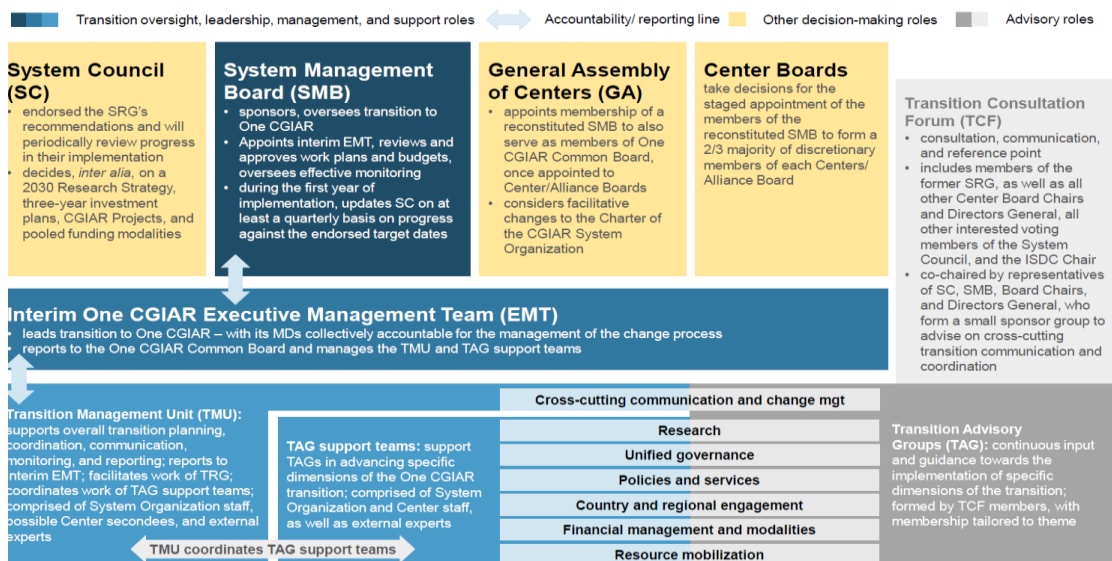 Transition oversight, leadership, management, and support roles
Accountability/ reporting line
Other decision-making roles
Advisory roles
System Council
(SC)
• endorsed the SRG's
recommendations and will
periodically review progress
in their implementation
• decides, inter alia, on a
2030 Research Strategy,
three-year investment
plans, CGIAR Projects, and
pooled funding modalities
System Management
Board (SMB)
• sponsors, oversees transition to
One CGIAR
• Appoints interim EMT, reviews and
approves work plans and budgets,
oversees effective monitoring
• during the first year of
implementation, updates SC on at
least a quarterly basis on progress
against the endorsed target dates
General Assembly
of Centers (GA)
• appoints membership of a
reconstituted SMB to also
serve as members of One
CGIAR Common Board,
once appointed to
Center/Alliance Boards
• considers facilitative
changes to the Charter of
the CGIAR System
Organization
Center Boards
take decisions for the
staged appointment of the
members of the
reconstituted SMB to form a
2/3 majority of discretionary
members of each Centers/
Alliance Board
Transition Consultation
Forum (TCF)
• consultation, communication,
and reference point
• includes members of the
former SRG, as well as all
other Center Board Chairs
and Directors General, all
other interested voting
members of the System
Council, and the ISDC Chair
• co-chaired by representatives
of SC, SMB, Board Chairs,
and Directors General, who
form a small sponsor group to
advise on cross-cutting
transition communication and
coordination
Interim One CGIAR Executive Management Team (EMT)
• leads transition to One CGIAR – with its MDs collectively accountable for the management of the change process
• reports to the One CGIAR Common Board and manages the TMU and TAG support teams
Transition Management Unit (TMU):
supports overall transition planning,
coordination, communication,
monitoring, and reporting; reports to
interim EMT; facilitates work of TRG;
coordinates work of TAG support teams;
comprised of System Organization staff,
possible Center secondees, and external
experts
TAG support teams: support
TAGs in advancing specific
dimensions of the One CGIAR
transition; comprised of System
Organization and Center staff,
as well as external experts
TMU coordinates TAG support teams
Cross-cutting communication and change mgt
Research
Unified governance
Policies and services
Country and regional engagement
Financial management and modalities
Resource mobilization
Transition Advisory
Groups (TAG): continuous input
and guidance towards the
implementation of specific
dimensions of the transition;
formed by TCF members, with
membership tailored to theme